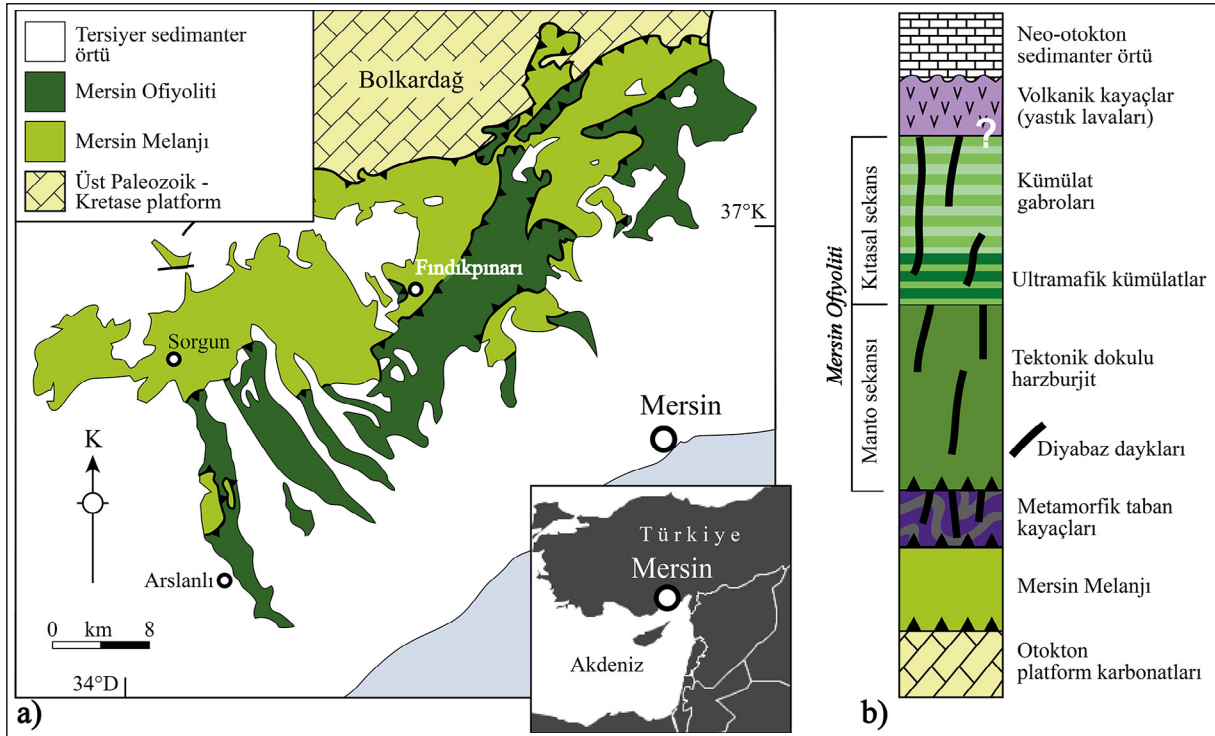 Tersiyer sedimanter
örtü
Mersin Ofiyoliti
Mersin Melanjı
Üst Paleozoik -
Kretase platform
Bolkardağ
37°K
Fındıkpınarı
Sorgun
Mersin
K
Arslanlı
0 km 8
34°D
Türkiye
Mersin
Akdeniz
a)
Neo-otokton
sedimanter örtü
Volkanik kayaçlar
(yastık lavaları)
?
Kümülat
gabroları
Ultramafik kümülatlar
Tektonik dokulu
harzburjit
Diyabaz daykları
Metamorfik taban
kayaçları
Mersin Melanjı
Otokton
platform karbonatları
Mersin Ofiyoliti
Kıtasal sekans
Manto sekansı
b)